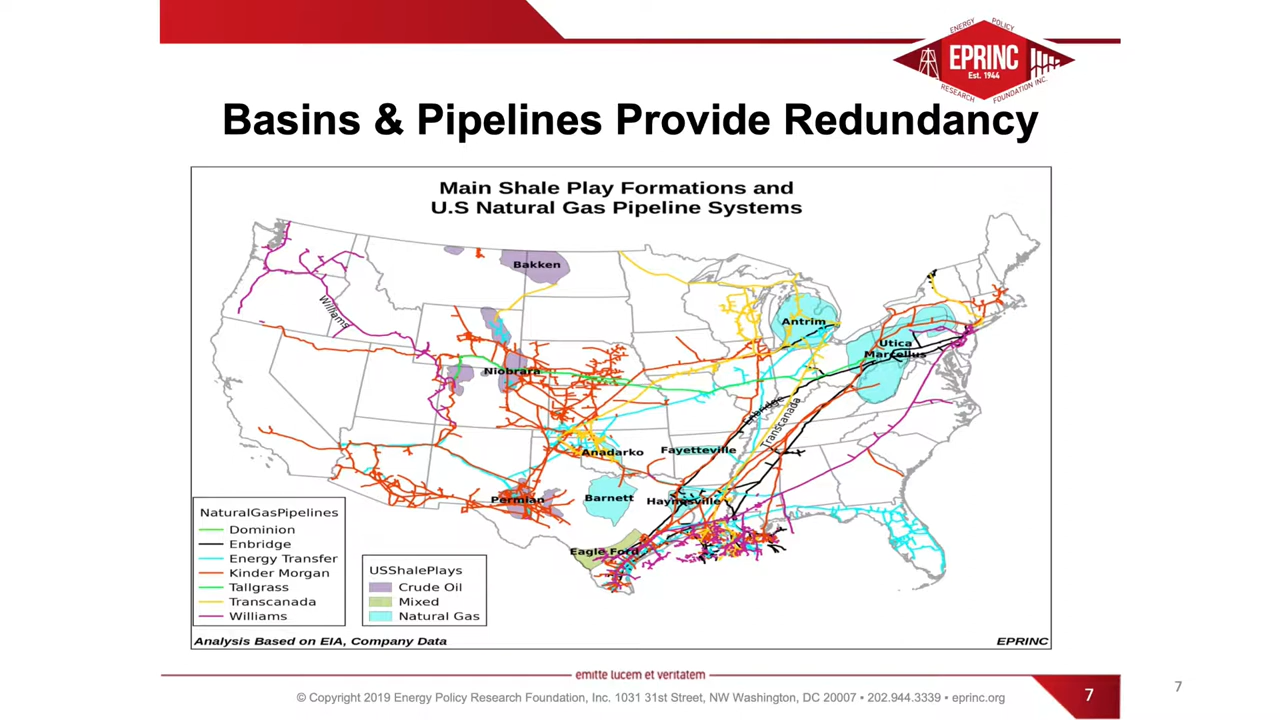 ENERGY POLICY
EPRINC
Est. 1944
RESEARCH FOUNDATION INC.
Basins & Pipelines Provide Redundancy
Main Shale Play Formations and
U.S Natural Gas Pipeline Systems
Bakken
Williams
Antrim
Utica
Marcellus
Niobrara
Enbridge
Transcanada
Anadarko
Fayetteville
Permian
Barnett
Haynesville
Eagle Ford
NaturalGasPipelines
Dominion
Enbridge
Energy Transfer
Kinder Morgan
Tallgrass
Transcanada
Williams
USShalePlays
Crude Oil
Mixed
Natural Gas
Analysis Based on EIA, Company Data
EPRINC
emitte lucem et veritatem
© Copyright 2019 Energy Policy Research Foundation, Inc. 1031 31st Street, NW Washington, DC 20007 • 202.944.3339 • eprinc.org
7
7